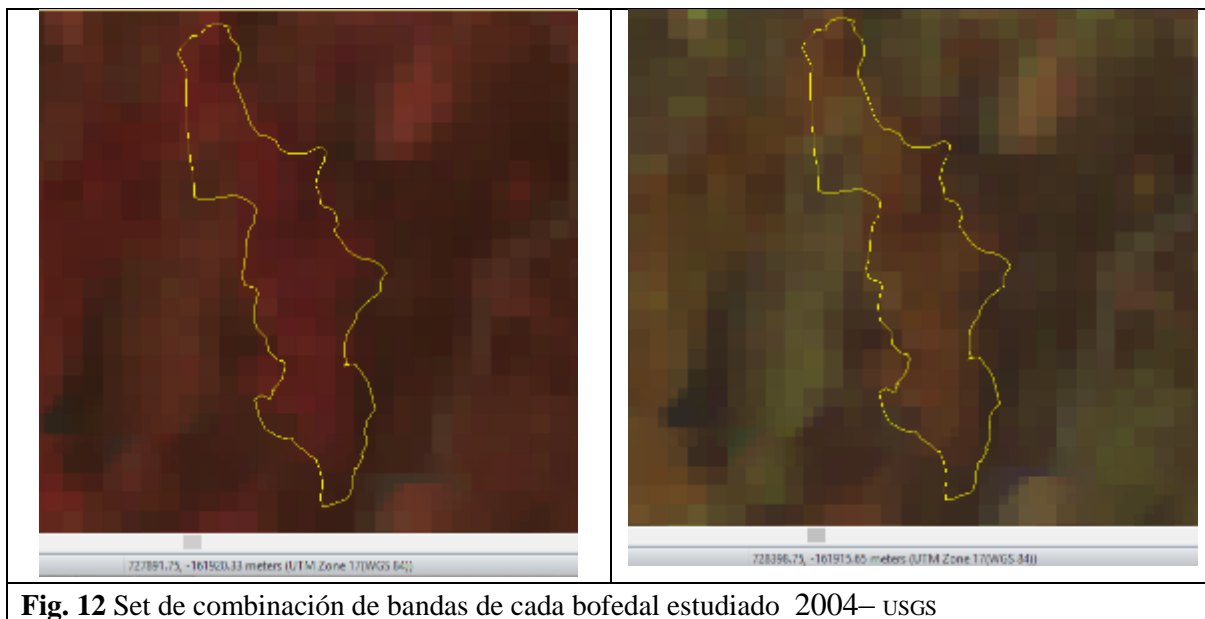 727891.75, -161920.33 meters (UTM Zone 17(WGS 84))
728398.75, -161915.65 meters (UTM Zone 17(WGS 84))
Fig. 12 Set de combinación de bandas de cada bofedal estudiado 2004– USGS